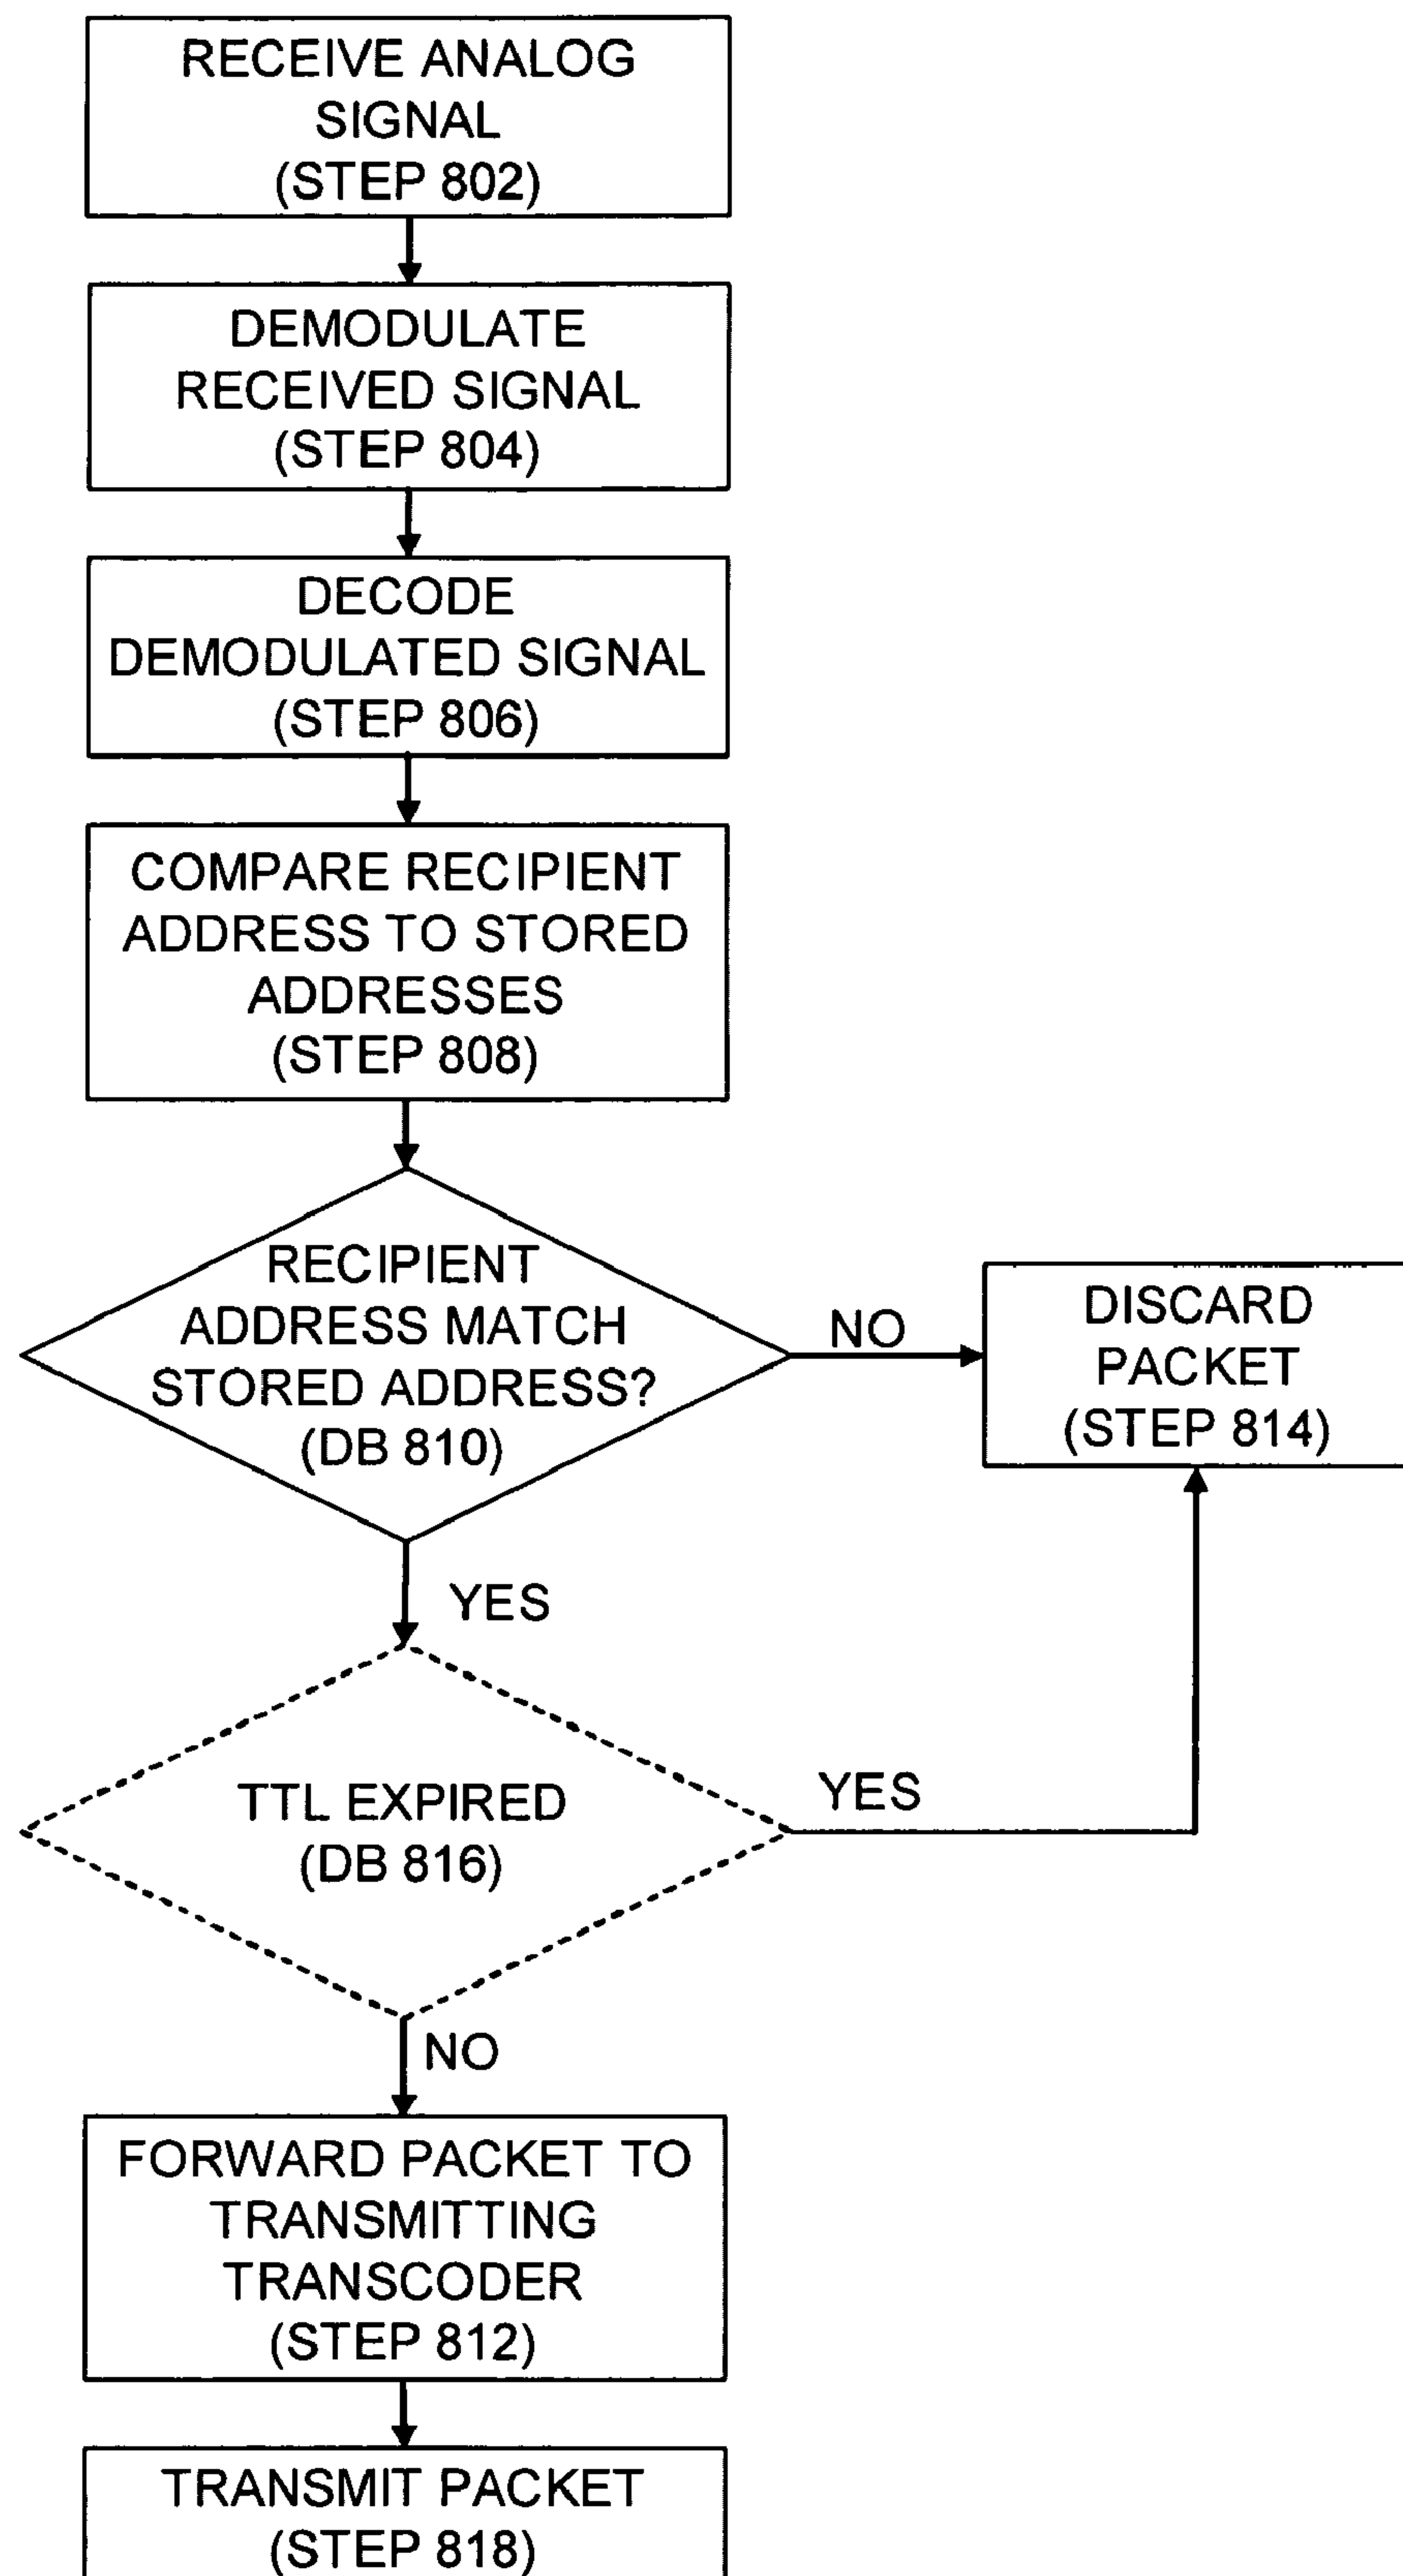 RECEIVE ANALOG
SIGNAL
(STEP 802)
DEMODULATE
RECEIVED SIGNAL
(STEP 804)
DECODE
DEMODULATED SIGNAL
(STEP 806)
COMPARE RECIPIENT
ADDRESS TO STORED
ADDRESSES
(STEP 808)
RECIPIENT
ADDRESS MATCH
STORED ADDRESS?
(DB 810)
NO
DISCARD
PACKET
(STEP 814)
YES
TTL EXPIRED
(DB 816)
YES
NO
FORWARD PACKET TO
TRANSMITTING
TRANSCODER
(STEP 812)
TRANSMIT PACKET
(STEP 818)